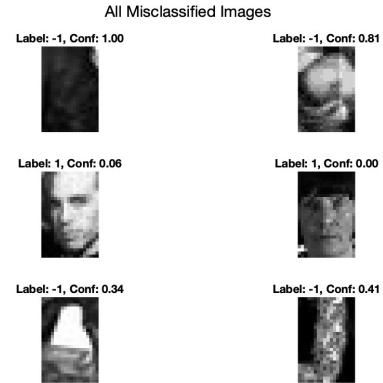 All Misclassified Images
Label: -1, Conf: 1.00
Label: -1, Conf: 0.81
Label: 1, Conf: 0.06
Label: 1, Conf: 0.00
Label: -1, Conf: 0.34
Label: -1, Conf: 0.41